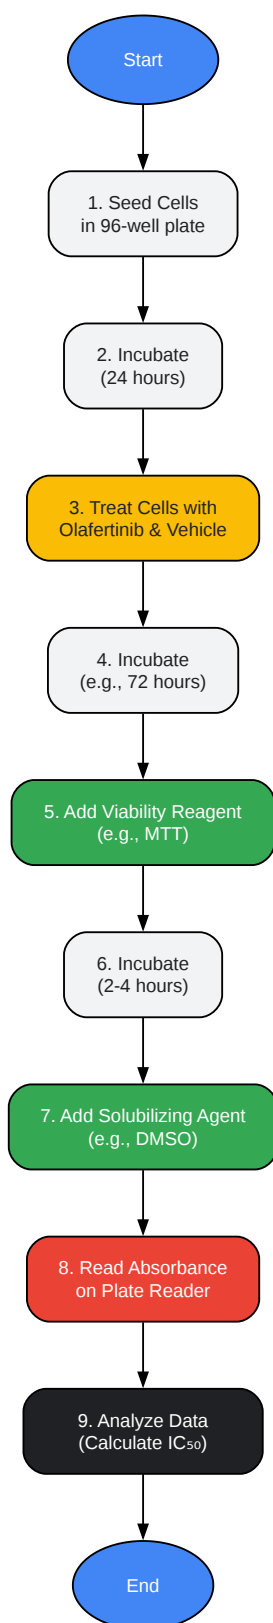 Start
1. Seed Cells
in 96-well plate
2. Incubate
(24 hours)
3. Treat Cells with
Olafertinib & Vehicle
4. Incubate
(e.g., 72 hours)
5. Add Viability Reagent
(e.g., MTT)
6. Incubate
(2-4 hours)
7. Add Solubilizing Agent
(e.g., DMSO)
8. Read Absorbance
on Plate Reader
9. Analyze Data
(Calculate IC₅₀)
End